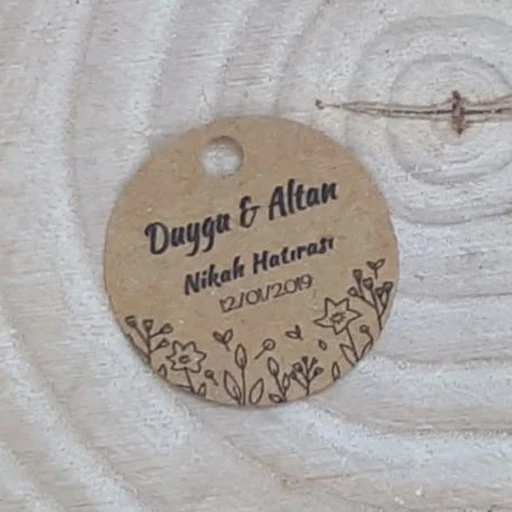 Duygu & Altan
Nikah Hatırası
12/01/2019